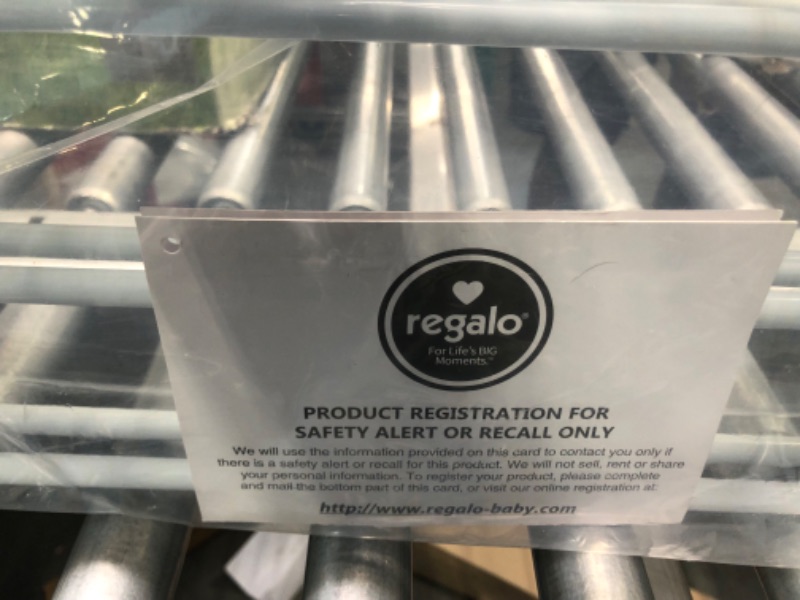 regalo®
For Life's BIG
Moments.™
PRODUCT REGISTRATION FOR
SAFETY ALERT OR RECALL ONLY
We will use the information provided on this card to contact you only if
there is a safety alert or recall for this product. We will not sell, rent or share
your personal information. To register your product, please complete
and mail the bottom part of this card, or visit our online registration at:
http://www.regalo-baby.com